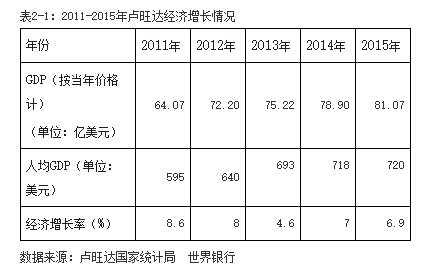 表2-1：2011-2015年卢旺达经济增长情况
年份 2011年 2012年 2013年 2014年 2015年
GDP（按当年价格
计）
（单位：亿美元） 64.07 72.20 75.22 78.90 81.07
人均GDP（单位：
美元） 595 640 693 718 720
经济增长率（%） 8.6 8 4.6 7 6.9
数据来源：卢旺达国家统计局 世界银行